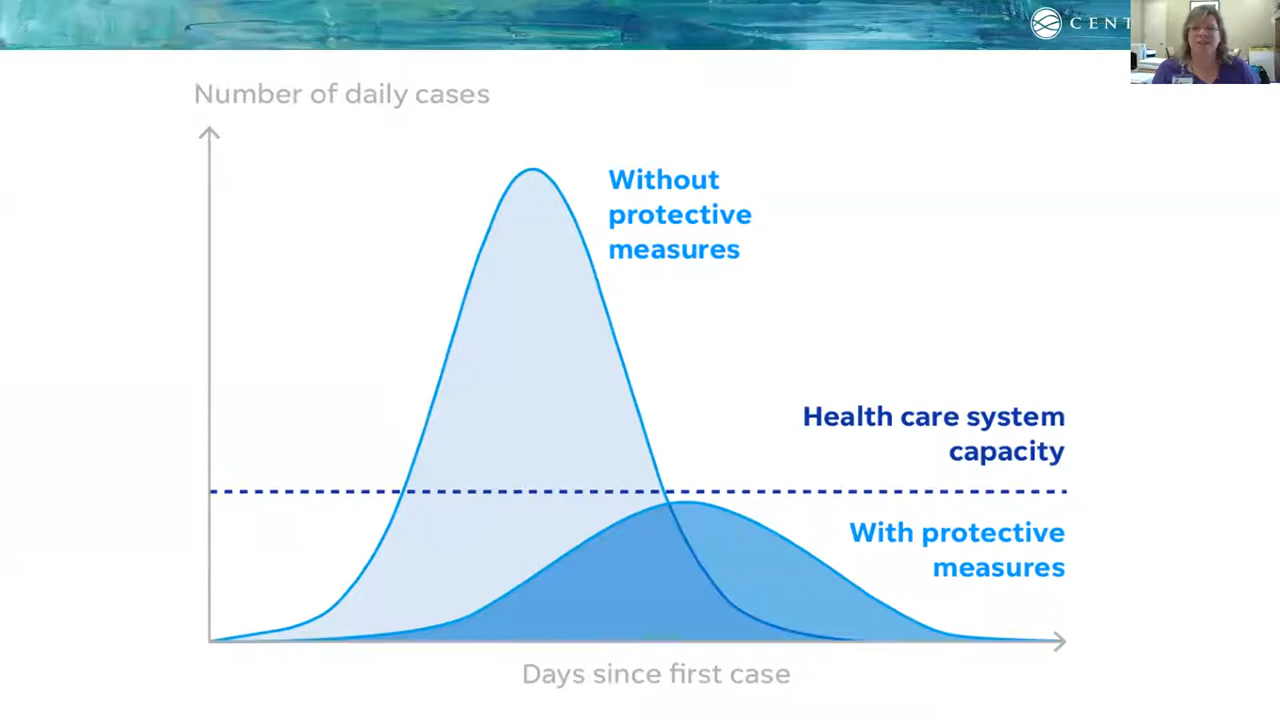 CENT
Number of daily cases
Without
protective
measures
Health care system
capacity
With protective
measures
Days since first case